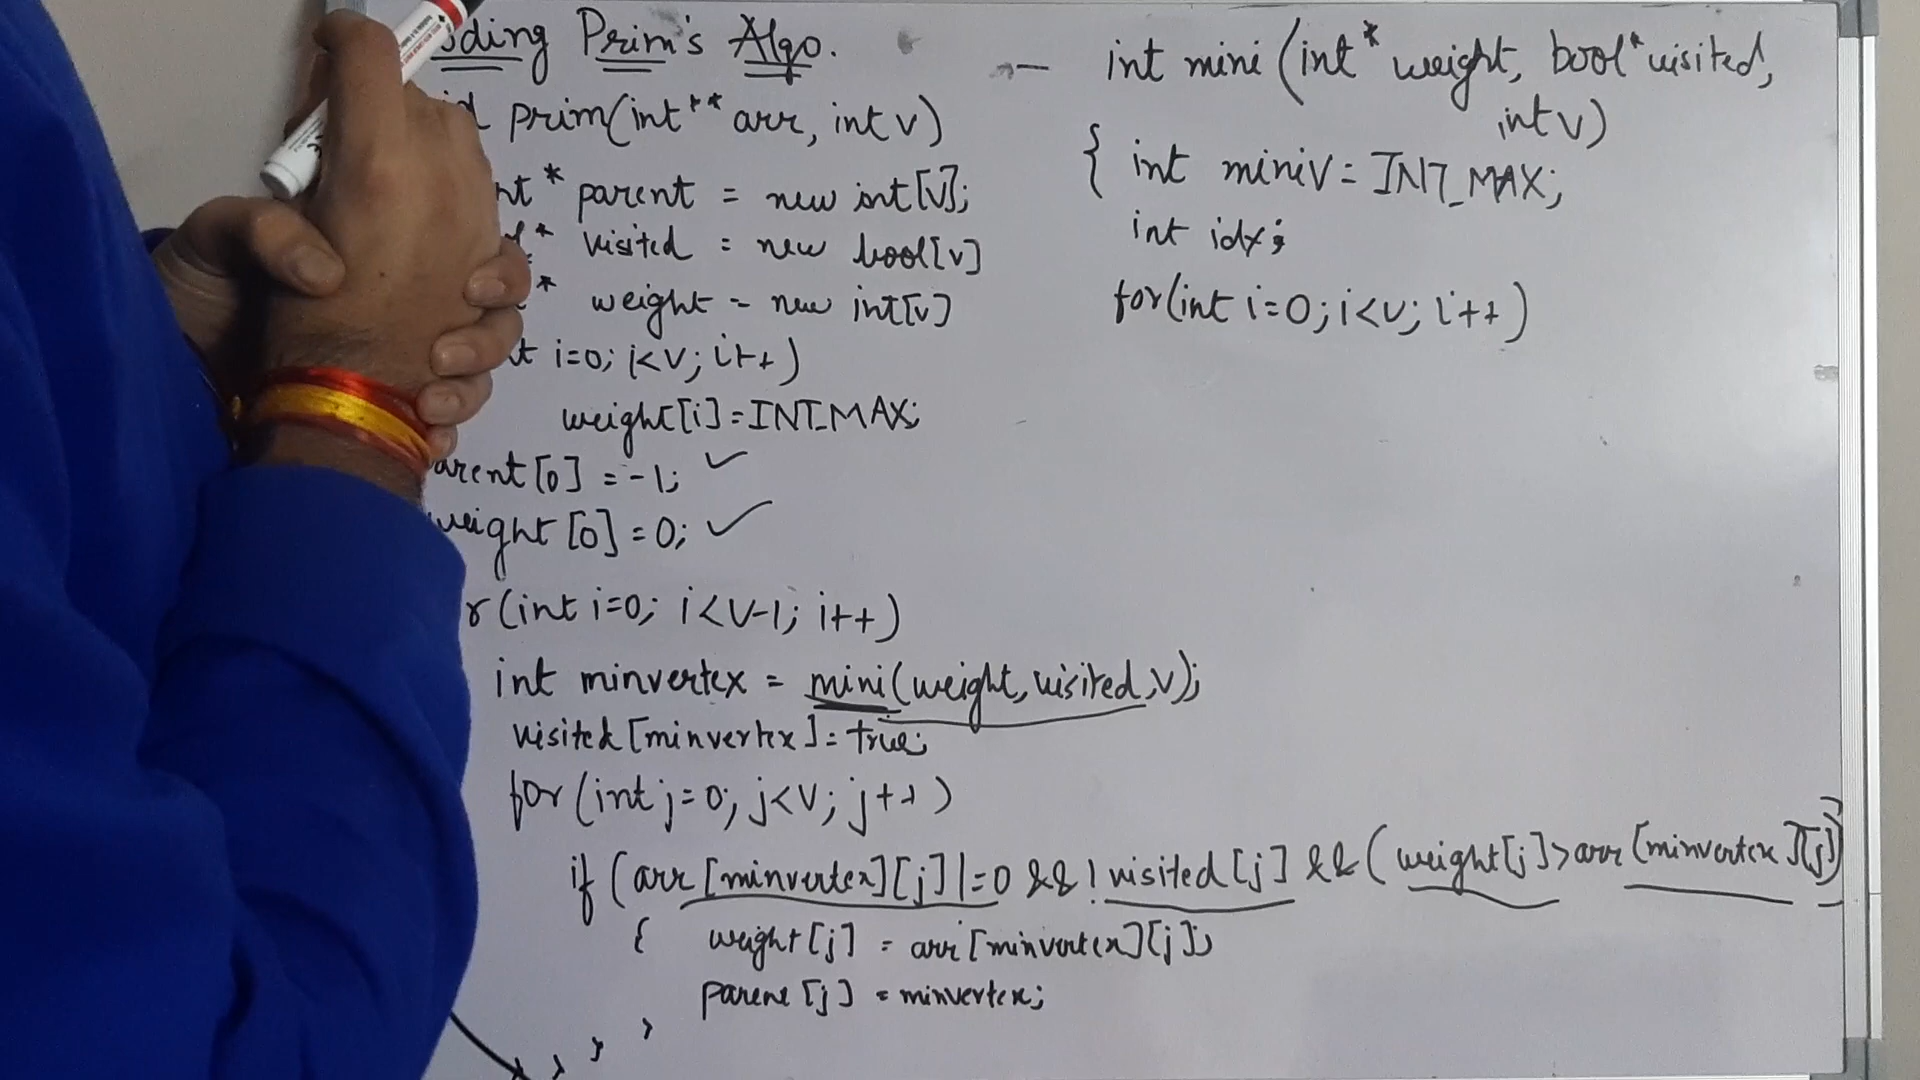 ding Prim's Algo.
prim(int** arr, int v)
nt * parent = new int[v];
* visited = new bool[v]
* weight = new int[v]
t i=0; i<v; i++)
weight[i]=INT_MAX;
arent[0] = -1; ✓
weight[0] = 0; ✓
r(int i=0; i<v-1; i++)
int minvertex = mini(weight, visited, v);
visited[minvertex]=true;
for(int j=0; j<v; j++)
if (arr[minvertex][j]!=0 && !visited[j] && (weight[j]>arr[minvertex][j])
{ weight[j] = arr[minvertex][j];
parent[j] = minvertex;
}
}
}
- int mini(int* weight, bool* visited,
int v)
{ int miniv = INT_MAX;
int idx;
for(int i=0; i<v; i++)